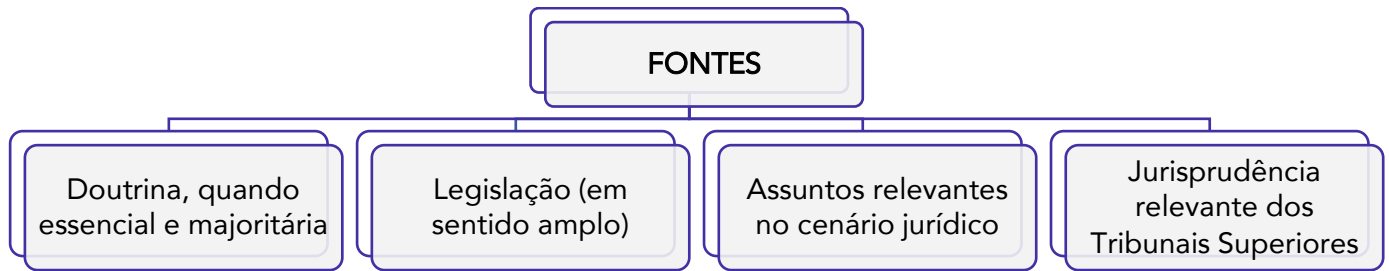 FONTES
Doutrina, quando
essencial e majoritária
Legislação (em
sentido amplo)
Assuntos relevantes
no cenário jurídico
Jurisprudência
relevante dos
Tribunais Superiores